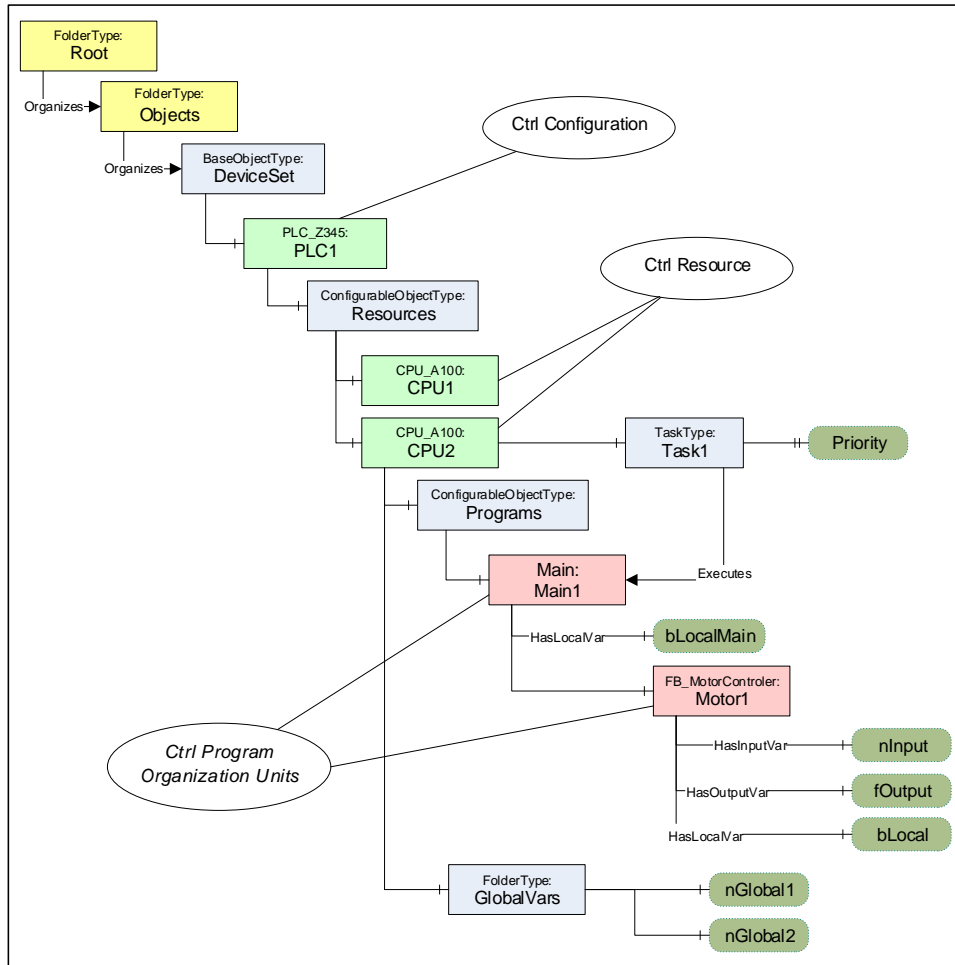 FolderType:
Root
Organizes
FolderType:
Objects
Ctrl Configuration
Organizes
BaseObjectType:
DeviceSet
PLC_Z345:
PLC1
Ctrl Resource
ConfigurableObjectType:
Resources
CPU_A100:
CPU1
CPU_A100:
CPU2
TaskType:
Task1
Priority
ConfigurableObjectType:
Programs
Main:
Main1
Executes
HasLocalVar
bLocalMain
FB_MotorControler:
Motor1
Ctrl Program
Organization Units
HasInputVar
nInput
HasOutputVar
fOutput
HasLocalVar
bLocal
FolderType:
GlobalVars
nGlobal1
nGlobal2